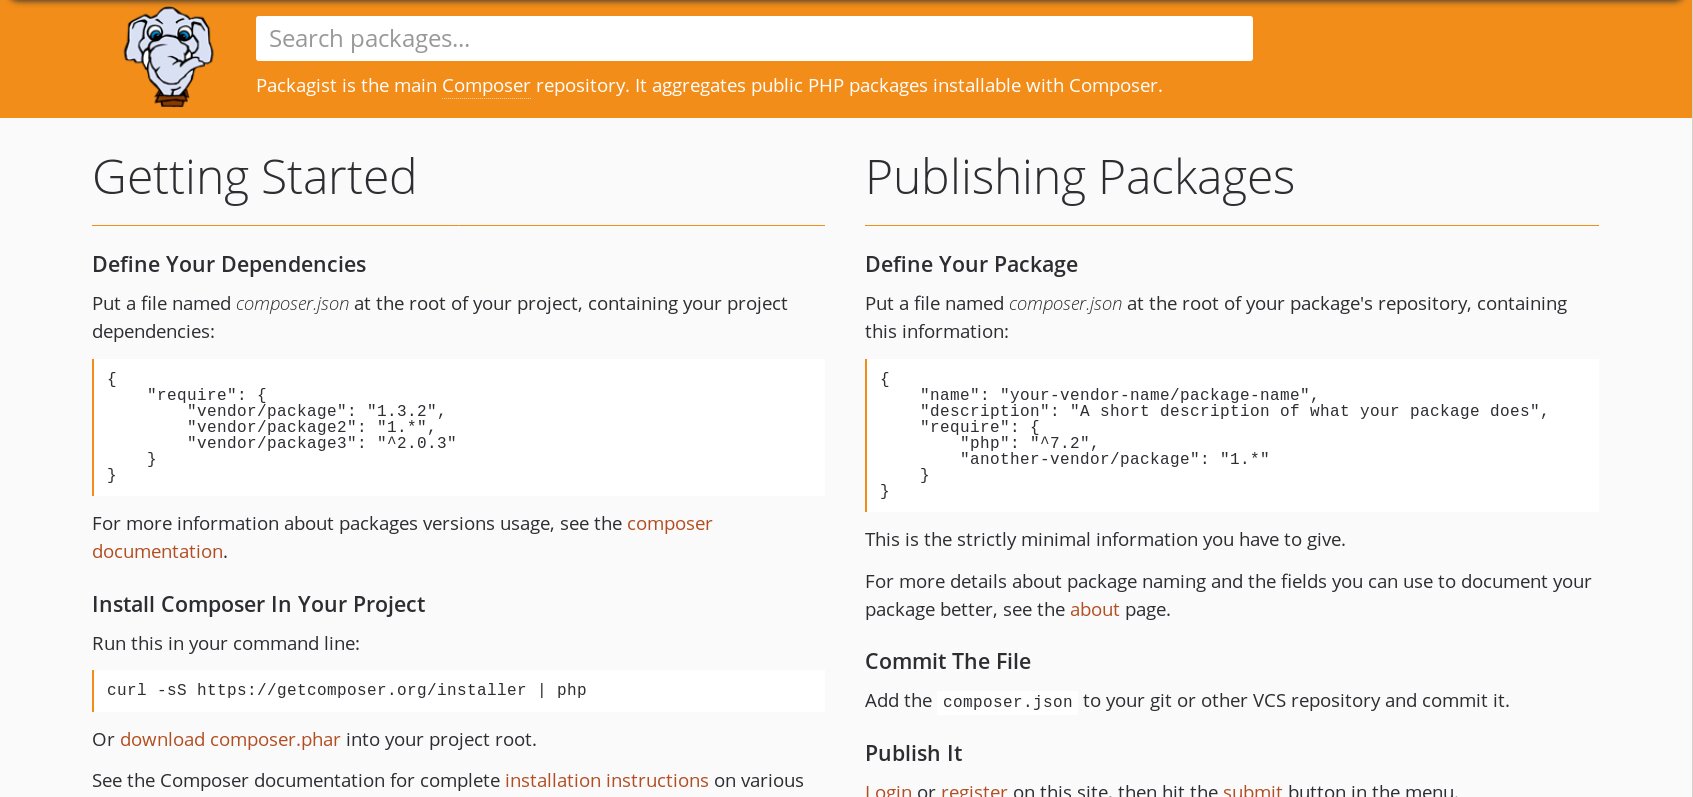 Search packages...
Packagist is the main Composer repository. It aggregates public PHP packages installable with Composer.
Getting Started
Define Your Dependencies
Put a file named composer.json at the root of your project, containing your project
dependencies:
{
    "require": {
        "vendor/package": "1.3.2",
        "vendor/package2": "1.*",
        "vendor/package3": "^2.0.3"
    }
}
For more information about packages versions usage, see the composer
documentation.
Install Composer In Your Project
Run this in your command line:
curl -sS https://getcomposer.org/installer | php
Or download composer.phar into your project root.
See the Composer documentation for complete installation instructions on various
Publishing Packages
Define Your Package
Put a file named composer.json at the root of your package's repository, containing
this information:
{
    "name": "your-vendor-name/package-name",
    "description": "A short description of what your package does",
    "require": {
        "php": "^7.2",
        "another-vendor/package": "1.*"
    }
}
This is the strictly minimal information you have to give.
For more details about package naming and the fields you can use to document your
package better, see the about page.
Commit The File
Add the composer.json to your git or other VCS repository and commit it.
Publish It
Login or register on this site, then hit the submit button in the menu.